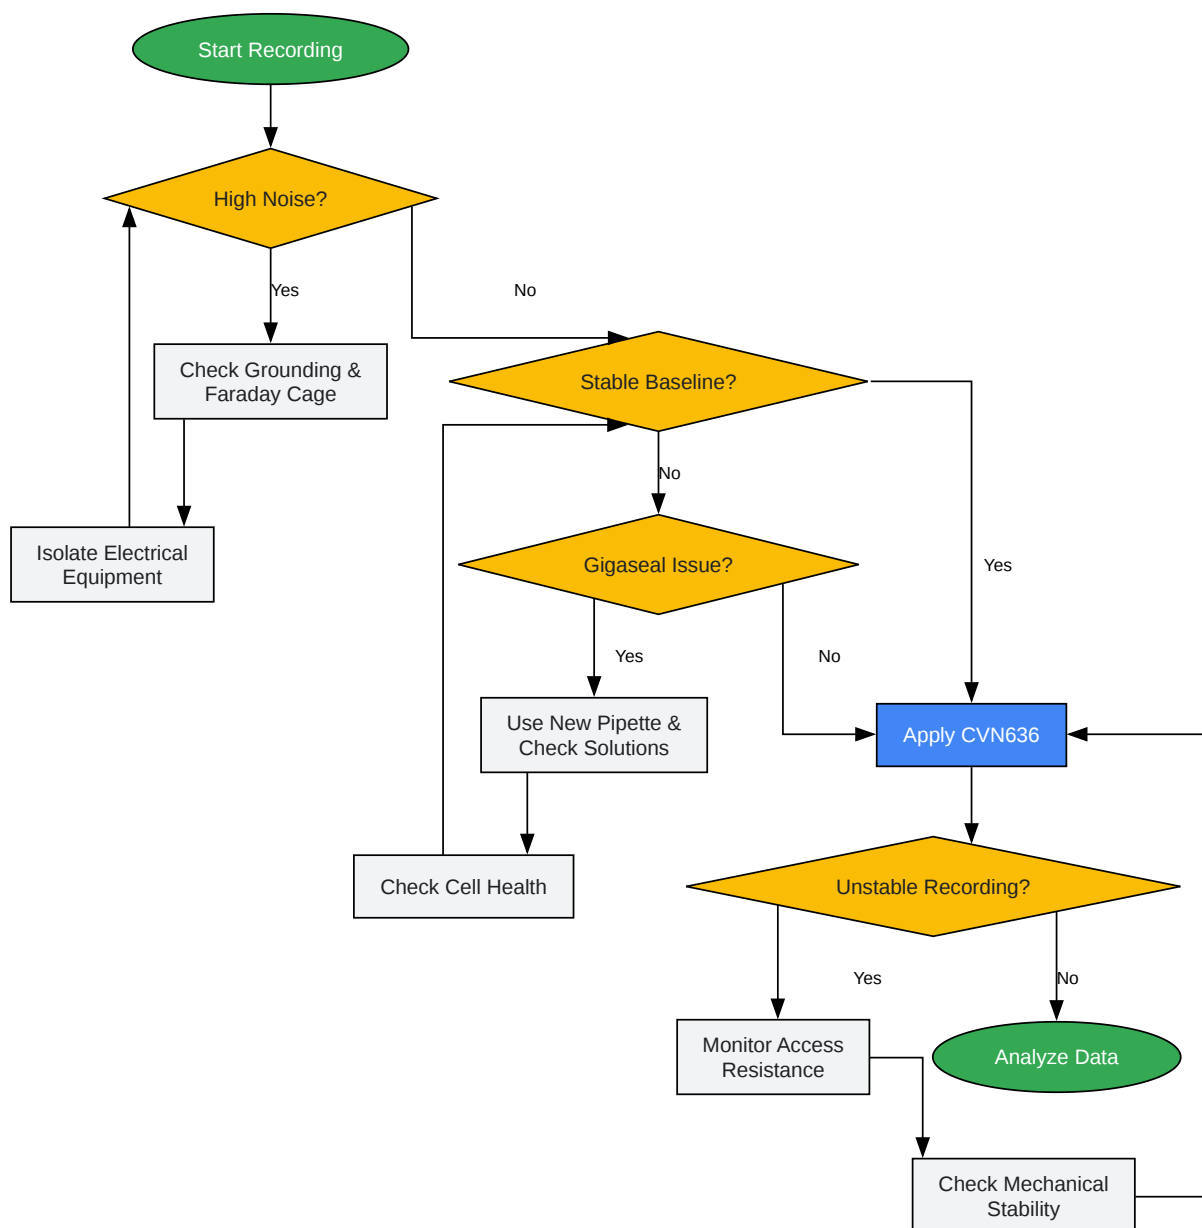 Start Recording
High Noise?
Yes
No
Check Grounding &
Faraday Cage
Stable Baseline?
No
Isolate Electrical
Equipment
Gigaseal Issue?
Yes
Yes
No
Use New Pipette &
Check Solutions
Apply CVN636
Check Cell Health
Unstable Recording?
Yes
No
Monitor Access
Resistance
Analyze Data
Check Mechanical
Stability